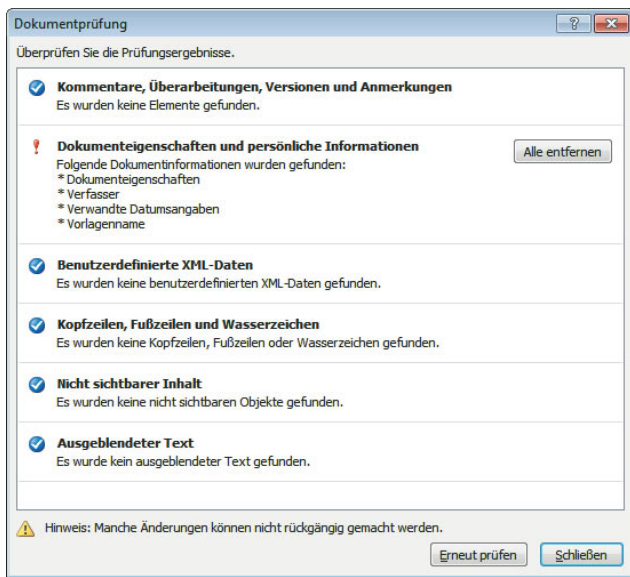 Dokumentprüfung
Überprüfen Sie die Prüfungsergebnisse.
Kommentare, Überarbeitungen, Versionen und Anmerkungen
Es wurden keine Elemente gefunden.
Dokumenteigenschaften und persönliche Informationen
Alle entfernen
Folgende Dokumentinformationen wurden gefunden:
* Dokumenteigenschaften
* Verfasser
* Verwandte Datumsangaben
* Vorlagenname
Benutzerdefinierte XML-Daten
Es wurden keine benutzerdefinierten XML-Daten gefunden.
Kopfzeilen, Fußzeilen und Wasserzeichen
Es wurden keine Kopfzeilen, Fußzeilen oder Wasserzeichen gefunden.
Nicht sichtbarer Inhalt
Es wurden keine nicht sichtbaren Objekte gefunden.
Ausgeblendeter Text
Es wurde kein ausgeblendeter Text gefunden.
Hinweis: Manche Änderungen können nicht rückgängig gemacht werden.
Erneut prüfen
Schließen